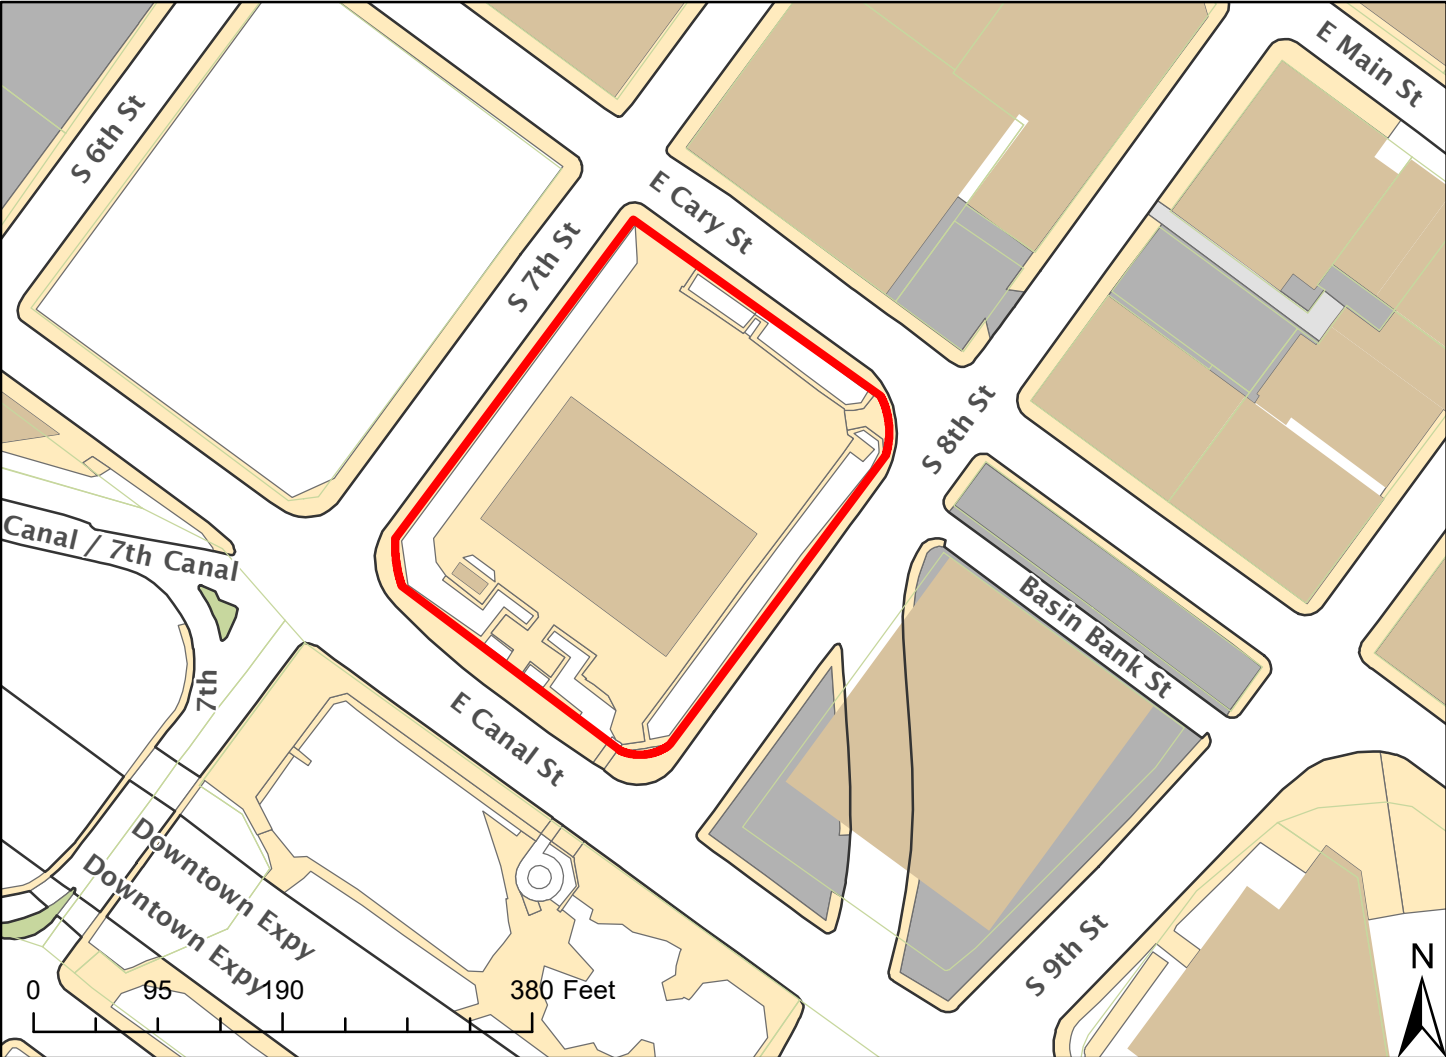 E Main St
S 6th St
E Cary St
S 7th St
S 8th St
Canal / 7th Canal
Basin Bank St
7th
E Canal St
Downtown Expy
Downtown Expy
S 9th St
N
0 95 190 380 Feet